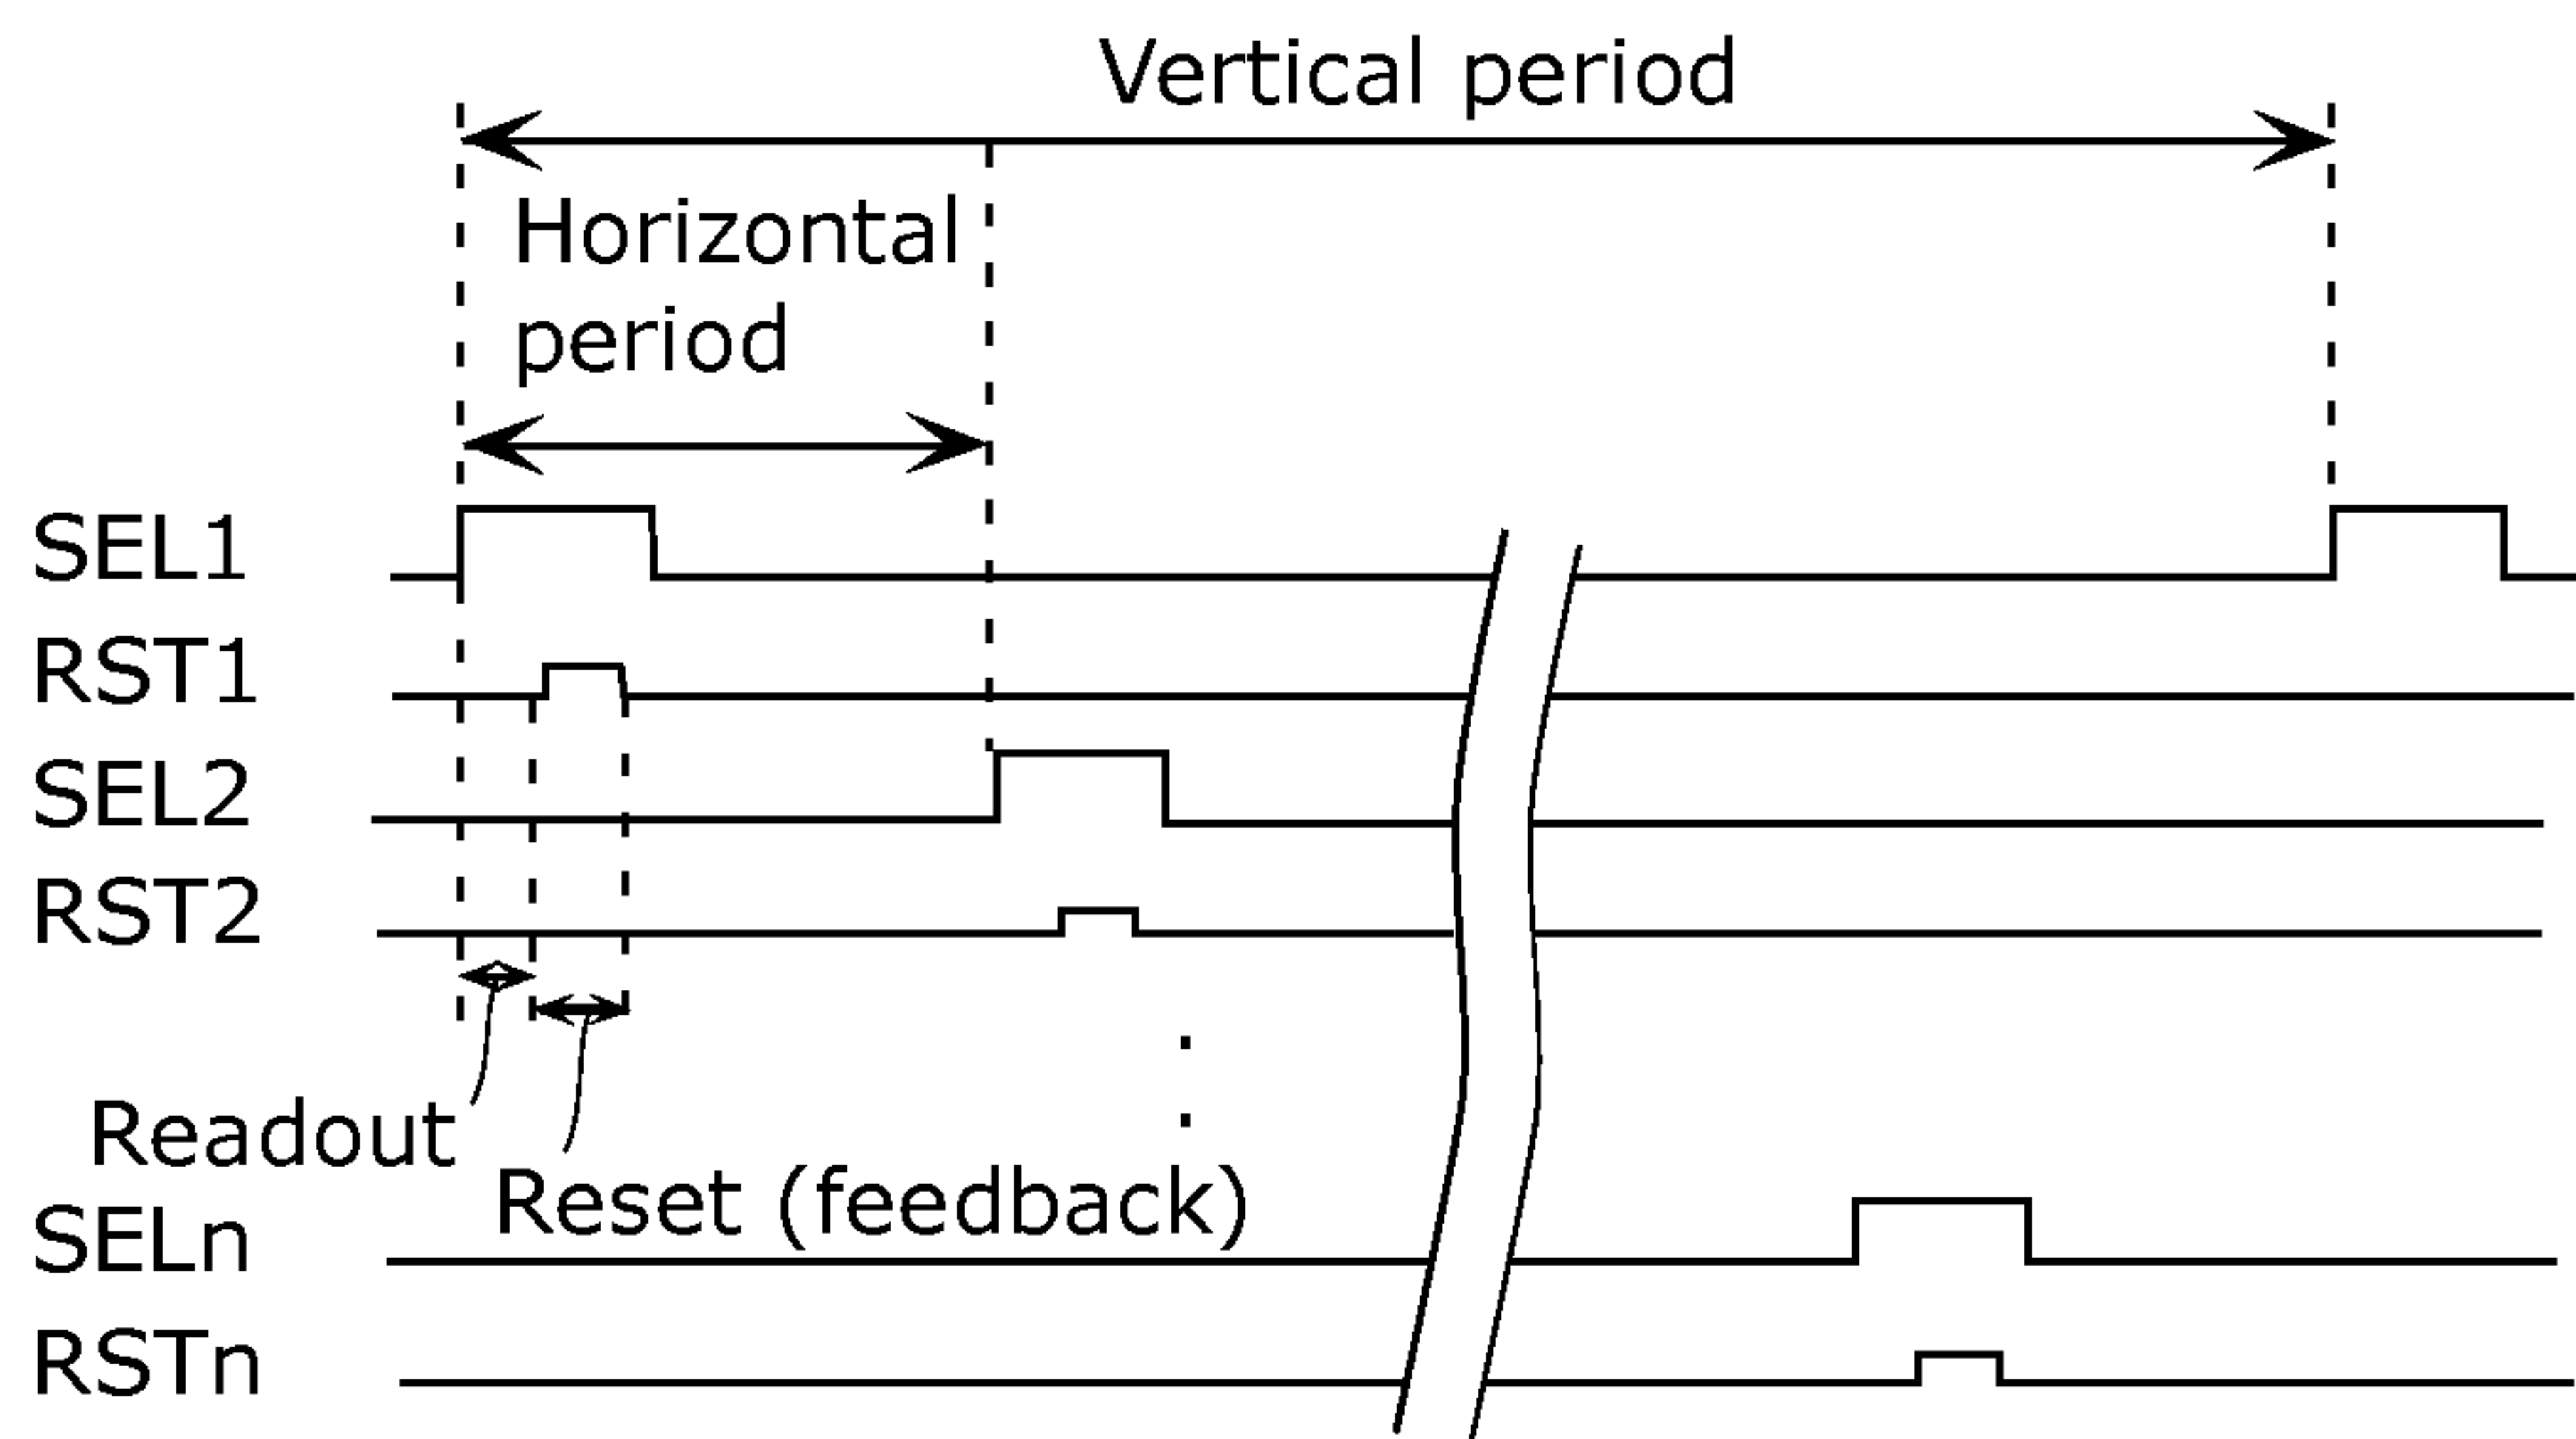 Vertical period
Horizontal
period
SEL1
RST1
SEL2
RST2
Readout
Reset (feedback)
SELn
RSTn